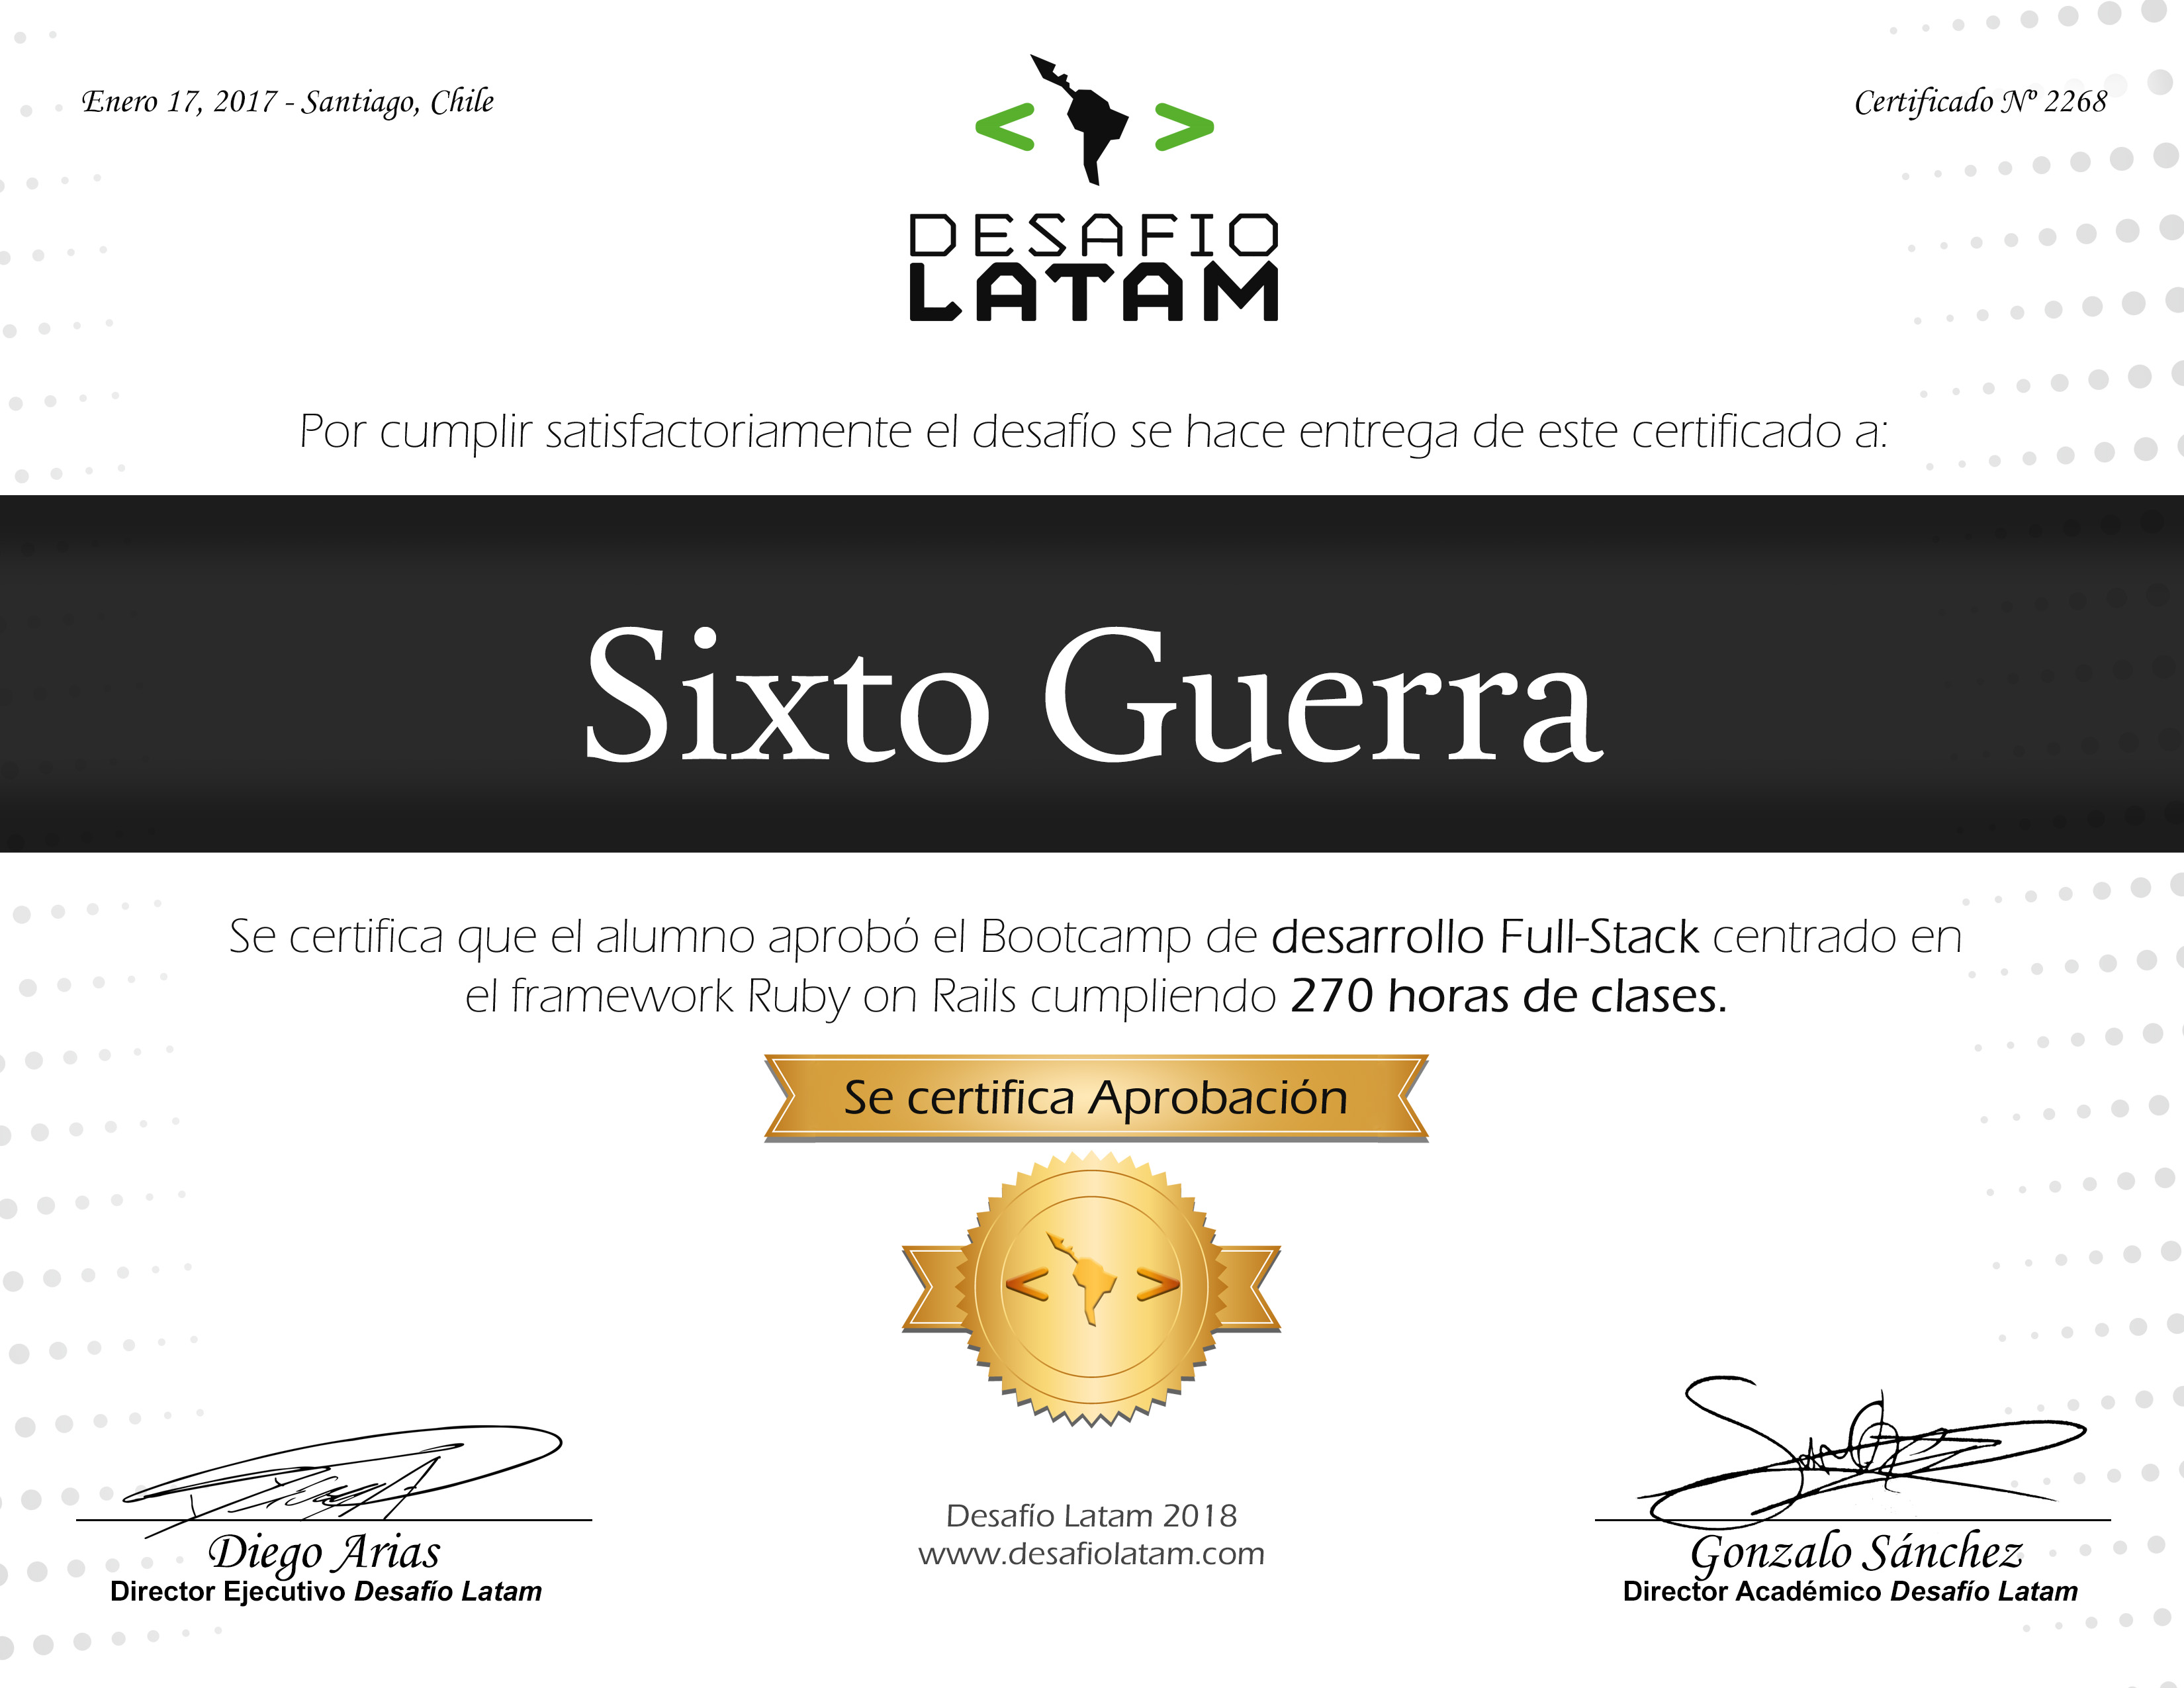 Enero 17, 2017 - Santiago, Chile
Certificado Nº 2268
DESAFIO
LATAM
Por cumplir satisfactoriamente el desafío se hace entrega de este certificado a:
Sixto Guerra
Se certifica que el alumno aprobó el Bootcamp de desarrollo Full-Stack centrado en
el framework Ruby on Rails cumpliendo 270 horas de clases.
Se certifica Aprobación
Diego Arias
Director Ejecutivo Desafío Latam
Desafío Latam 2018
www.desafiolatam.com
Gonzalo Sánchez
Director Académico Desafío Latam